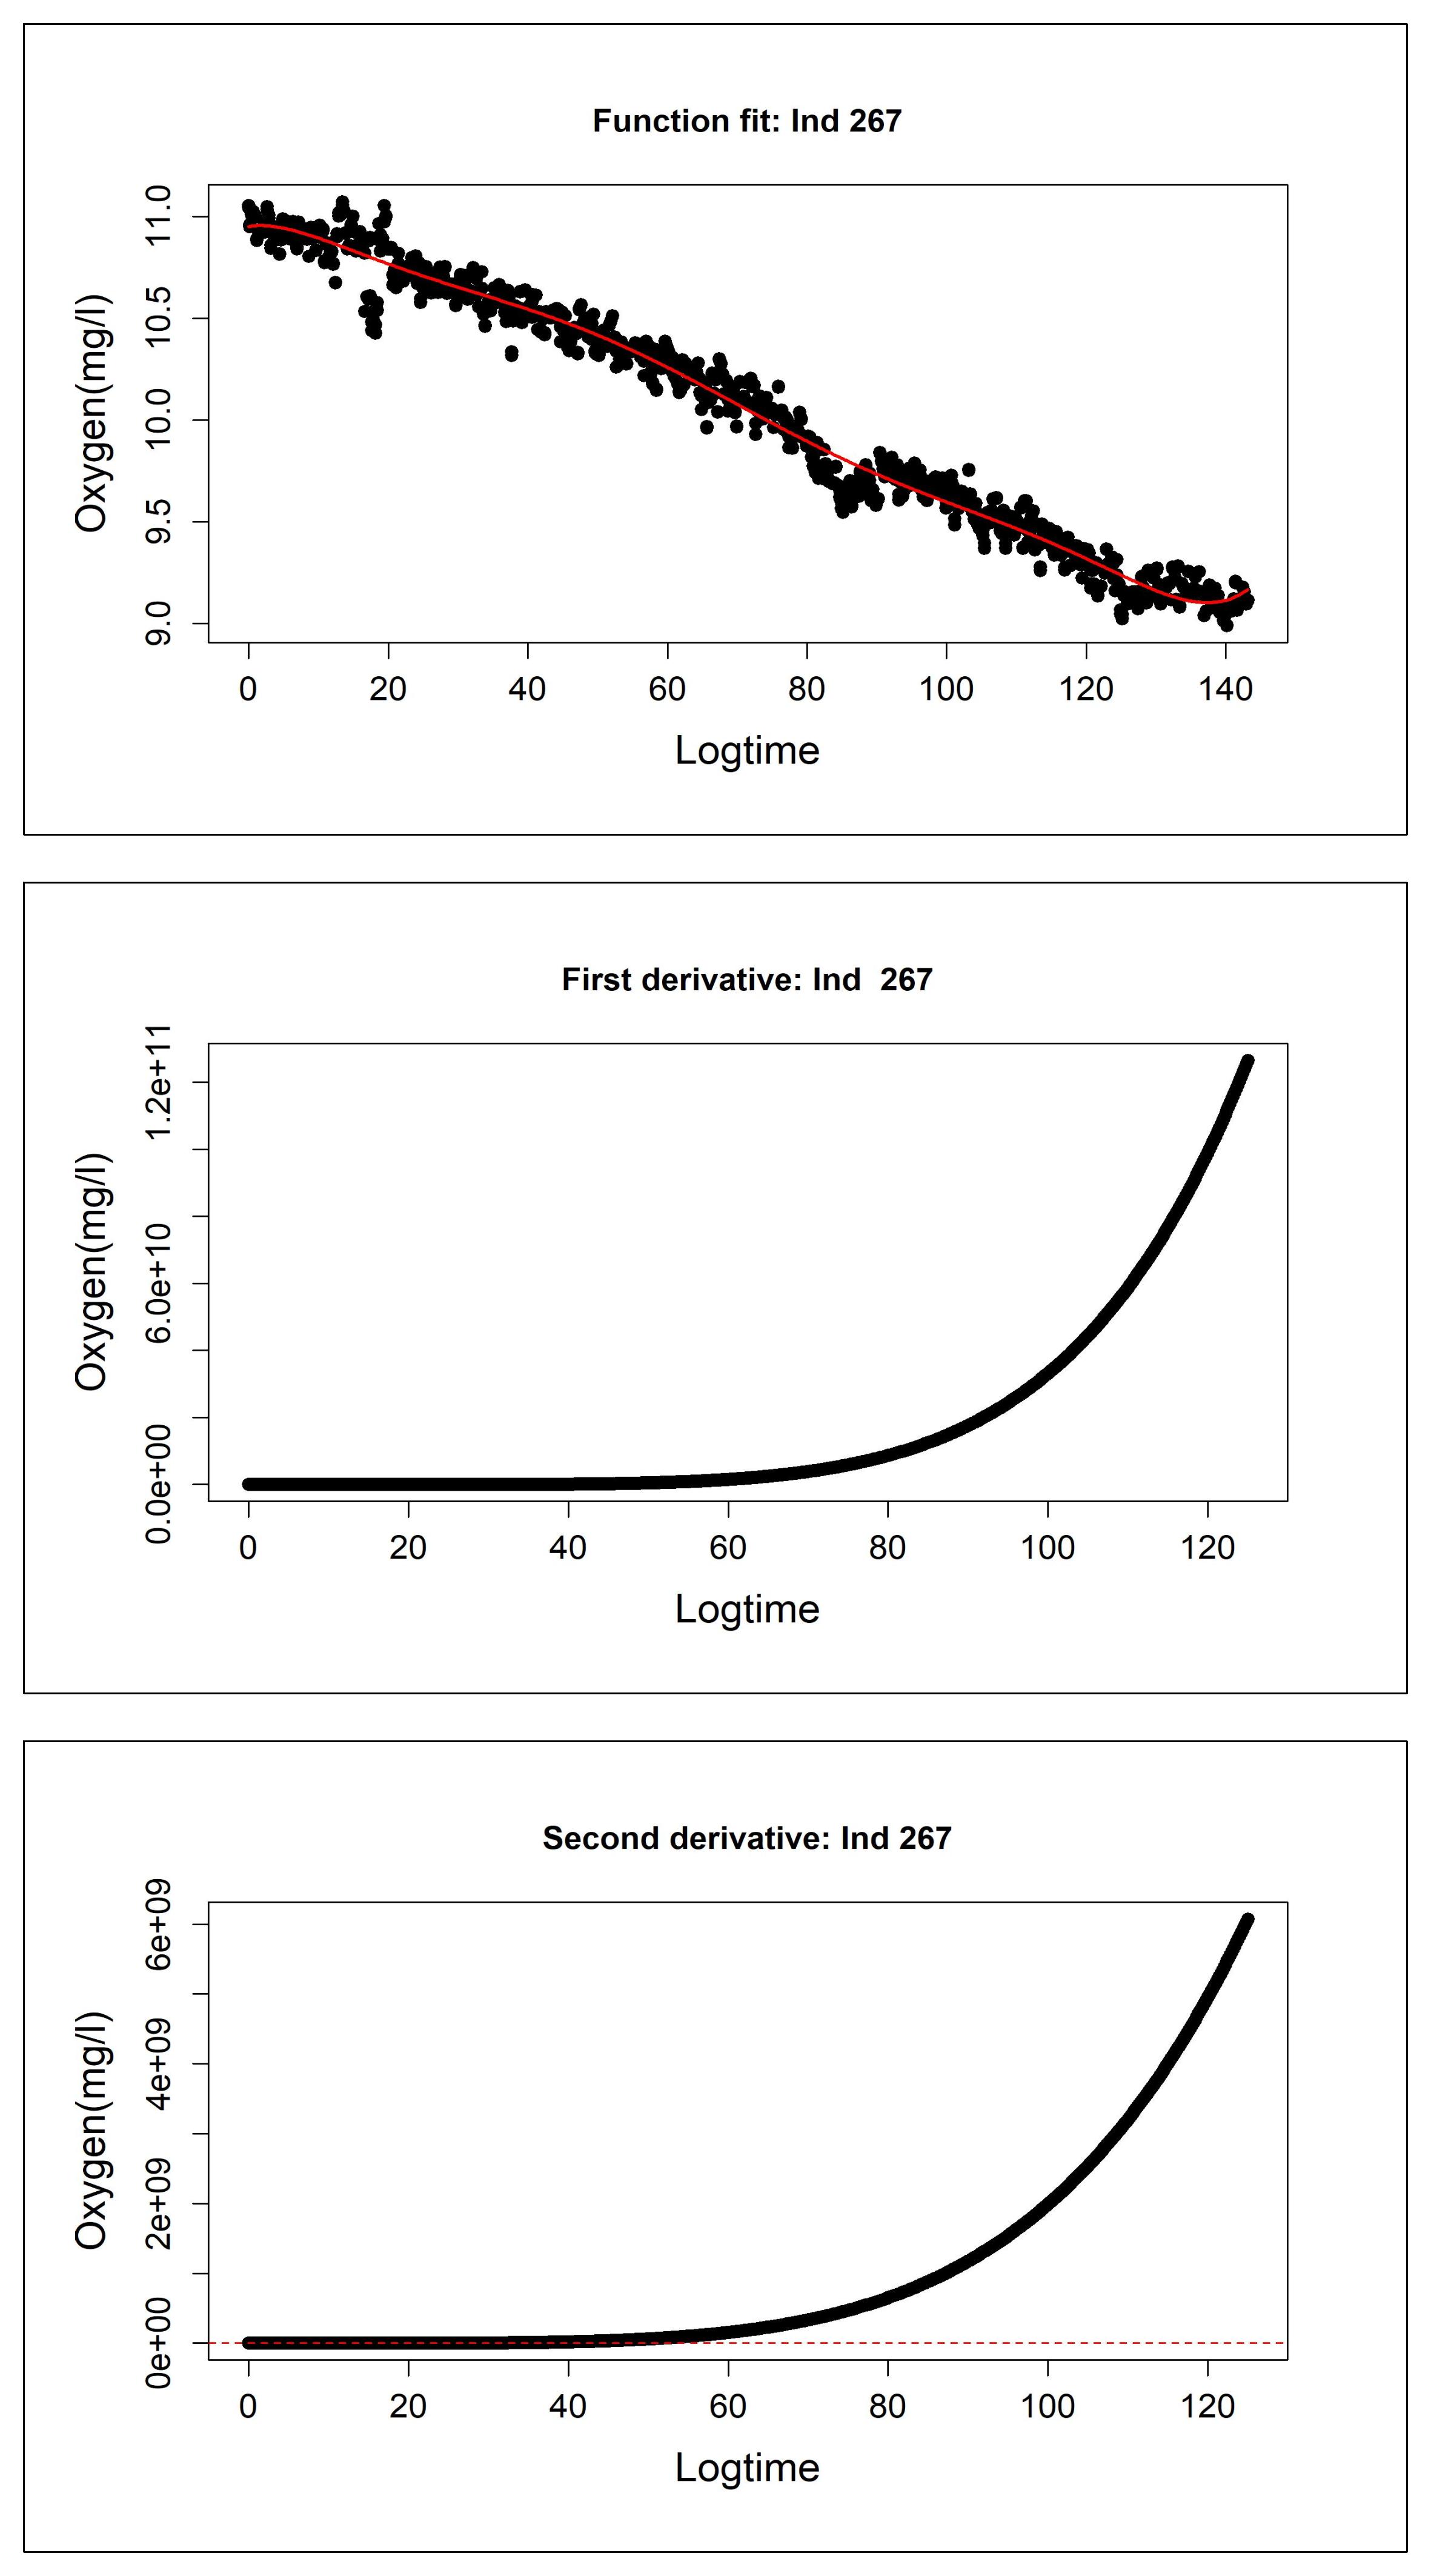 Function fit: Ind 267
Oxygen(mg/l)
11.0
10.5
10.0
9.5
9.0
0 20 40 60 80 100 120 140
Logtime
First derivative: Ind  267
Oxygen(mg/l)
1.2e+11
6.0e+10
0.0e+00
0 20 40 60 80 100 120
Logtime
Second derivative: Ind 267
Oxygen(mg/l)
6e+09
4e+09
2e+09
0e+00
0 20 40 60 80 100 120
Logtime